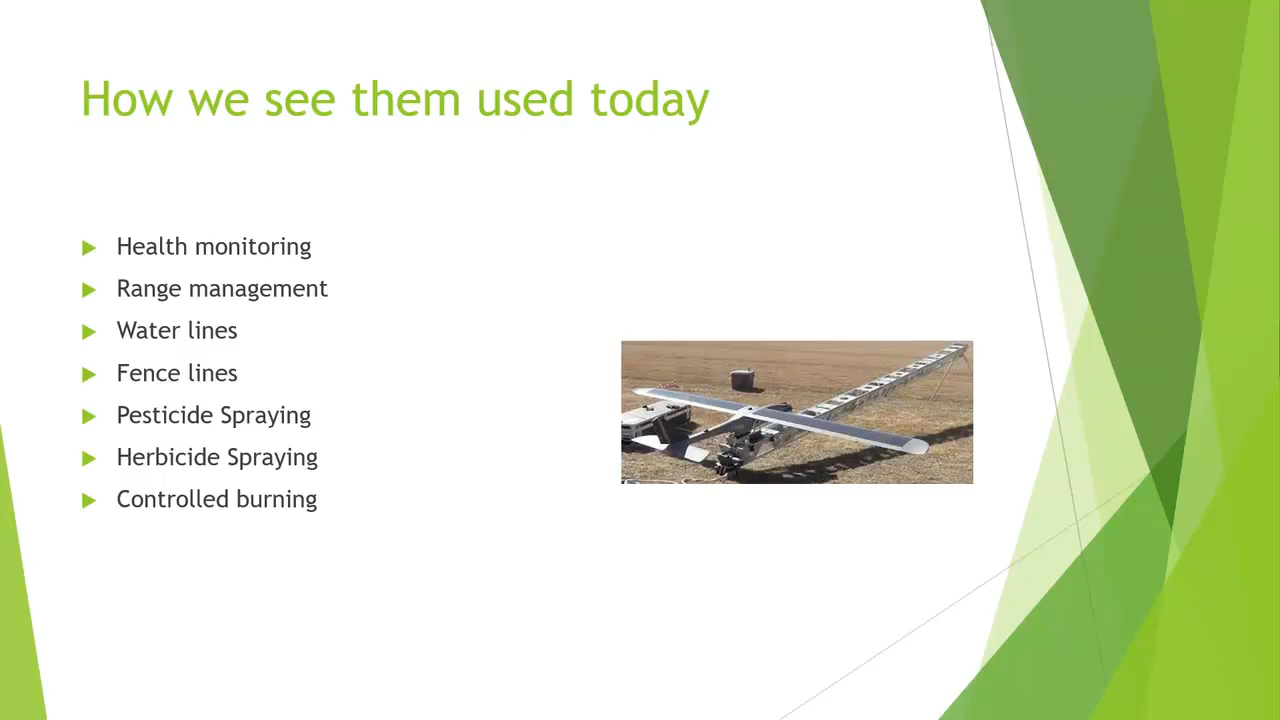 How we see them used today
Health monitoring
Range management
Water lines
Fence lines
Pesticide Spraying
Herbicide Spraying
Controlled burning